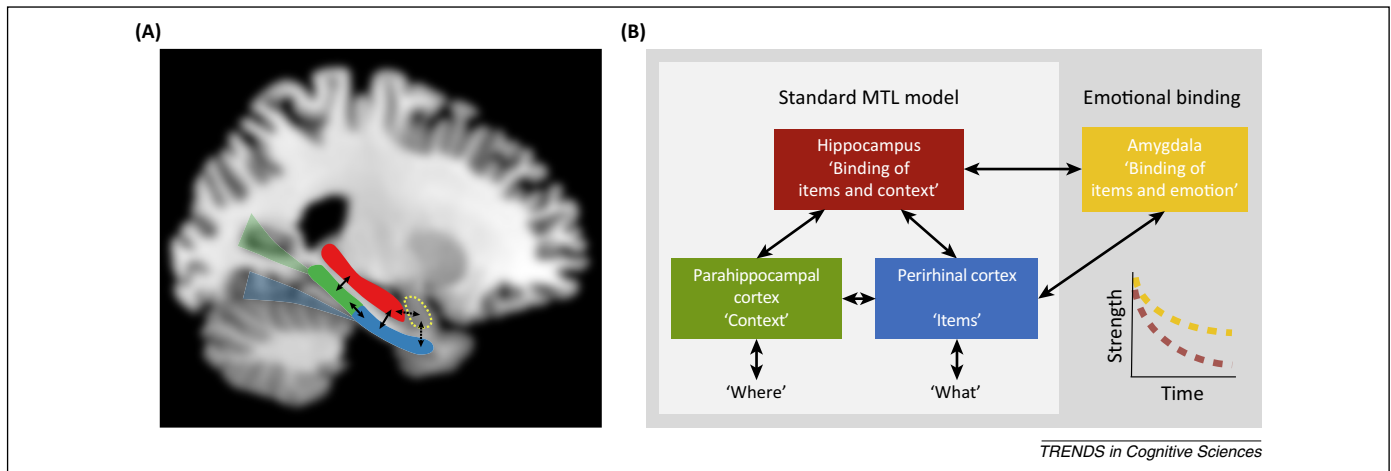 (A)
(B)
Standard MTL model
Emotional binding
Hippocampus
‘Binding of
items and context’
Amygdala
‘Binding of
items and emotion’
Parahippocampal
cortex
‘Context’
Perirhinal cortex
‘Items’
Strength
Time
‘Where’
‘What’
TRENDS in Cognitive Sciences